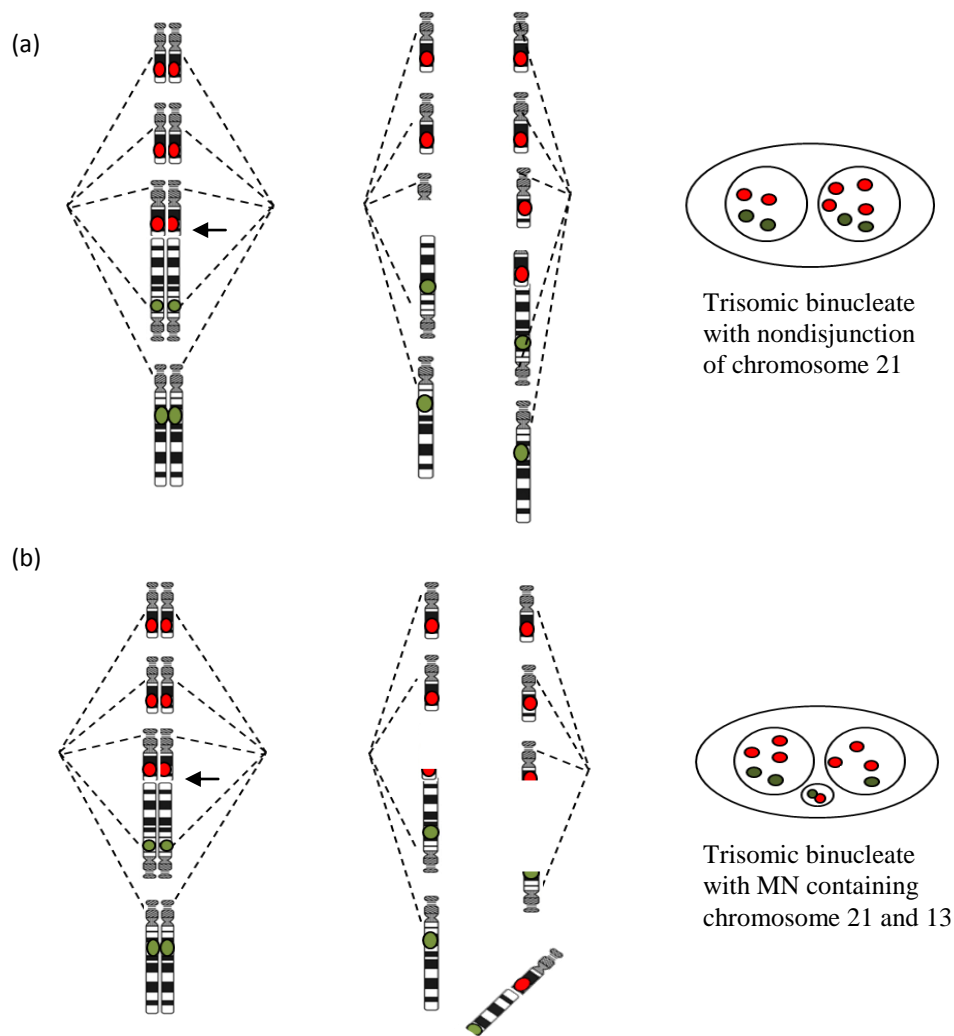 (a)
Trisomic binucleate
with nondisjunction
of chromosome 21
(b)
Trisomic binucleate
with MN containing
chromosome 21 and 13